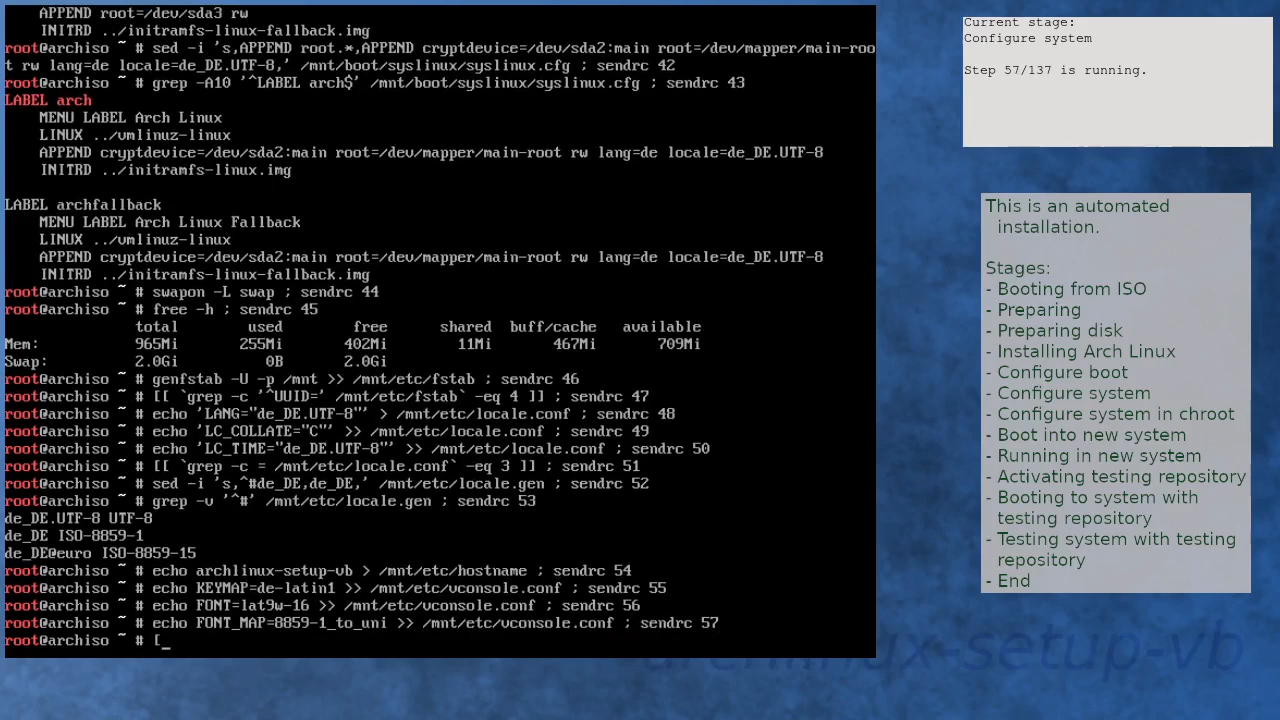 APPEND root=/dev/sda3 rw
INITRD ../initramfs-linux-fallback.img
root@archiso ~ # sed -i 's,APPEND root.*,APPEND cryptdevice=/dev/sda2:main root=/dev/mapper/main-roo
t rw lang=de locale=de_DE.UTF-8,' /mnt/boot/syslinux/syslinux.cfg ; sendrc 42
root@archiso ~ # grep -A10 '^LABEL arch$' /mnt/boot/syslinux/syslinux.cfg ; sendrc 43
LABEL arch
MENU LABEL Arch Linux
LINUX ../vmlinuz-linux
APPEND cryptdevice=/dev/sda2:main root=/dev/mapper/main-root rw lang=de locale=de_DE.UTF-8
INITRD ../initramfs-linux.img
LABEL archfallback
MENU LABEL Arch Linux Fallback
LINUX ../vmlinuz-linux
APPEND cryptdevice=/dev/sda2:main root=/dev/mapper/main-root rw lang=de locale=de_DE.UTF-8
INITRD ../initramfs-linux-fallback.img
root@archiso ~ # swapon -L swap ; sendrc 44
root@archiso ~ # free -h ; sendrc 45
total used free shared buff/cache available
Mem: 965Mi 255Mi 402Mi 11Mi 467Mi 709Mi
Swap: 2.0Gi 0B 2.0Gi
root@archiso ~ # genfstab -U -p /mnt >> /mnt/etc/fstab ; sendrc 46
root@archiso ~ # [[ `grep -c '^UUID=' /mnt/etc/fstab` -eq 4 ]] ; sendrc 47
root@archiso ~ # echo 'LANG="de_DE.UTF-8"' > /mnt/etc/locale.conf ; sendrc 48
root@archiso ~ # echo 'LC_COLLATE="C"' >> /mnt/etc/locale.conf ; sendrc 49
root@archiso ~ # echo 'LC_TIME="de_DE.UTF-8"' >> /mnt/etc/locale.conf ; sendrc 50
root@archiso ~ # [[ `grep -c = /mnt/etc/locale.conf` -eq 3 ]] ; sendrc 51
root@archiso ~ # sed -i 's,^#de_DE,de_DE,' /mnt/etc/locale.gen ; sendrc 52
root@archiso ~ # grep -v '^#' /mnt/etc/locale.gen ; sendrc 53
de_DE.UTF-8 UTF-8
de_DE ISO-8859-1
de_DE@euro ISO-8859-15
root@archiso ~ # echo archlinux-setup-vb > /mnt/etc/hostname ; sendrc 54
root@archiso ~ # echo KEYMAP=de-latin1 >> /mnt/etc/vconsole.conf ; sendrc 55
root@archiso ~ # echo FONT=lat9w-16 >> /mnt/etc/vconsole.conf ; sendrc 56
root@archiso ~ # echo FONT_MAP=8859-1_to_uni >> /mnt/etc/vconsole.conf ; sendrc 57
root@archiso ~ # [_
Current stage:
Configure system
Step 57/137 is running.
This is an automated
installation.
Stages:
- Booting from ISO
- Preparing
- Preparing disk
- Installing Arch Linux
- Configure boot
- Configure system
- Configure system in chroot
- Boot into new system
- Running in new system
- Activating testing repository
- Booting to system with
testing repository
- Testing system with testing
repository
- End
archlinux-setup-vb